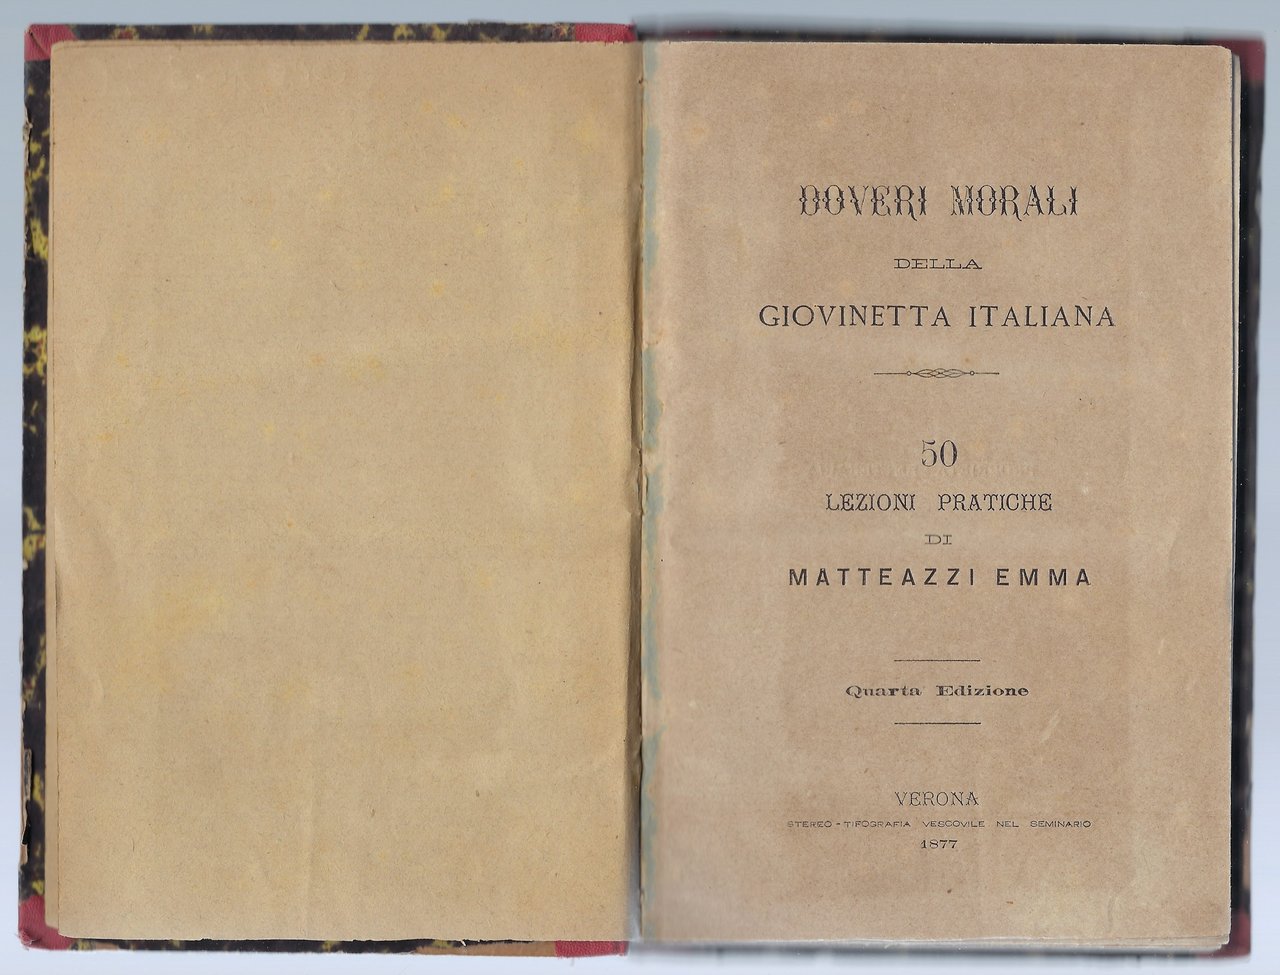 DOVERI MORALI
DELLA
GIOVINETTA ITALIANA
50
LEZIONI PRATICHE
DI
MATTEAZZI EMMA
Quarta Edizione
VERONA
STEREO-TIPOGRAFIA VESCOVILE NEL SEMINARIO
1877